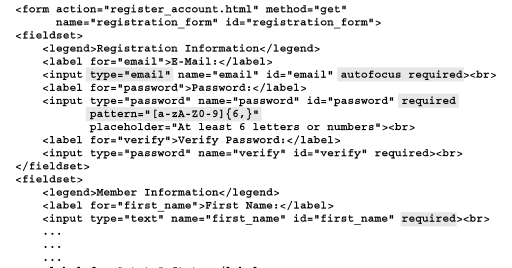 <form action="register_account.html" method="get"
name="registration_form" id="registration_form">
<fieldset>
<legend>Registration Information</legend>
<label for="email">E-Mail:</label>
<input type="email" name="email" id="email" autofocus required><br>
<label for="password">Password:</label>
<input type="password" name="password" id="password" required
pattern="[a-zA-Z0-9]{6,}"
placeholder="At least 6 letters or numbers"><br>
<label for="verify">Verify Password:</label>
<input type="password" name="verify" id="verify" required><br>
</fieldset>
<fieldset>
<legend>Member Information</legend>
<label for="first_name">First Name:</label>
<input type="text" name="first_name" id="first_name" required><br>
...
...
...